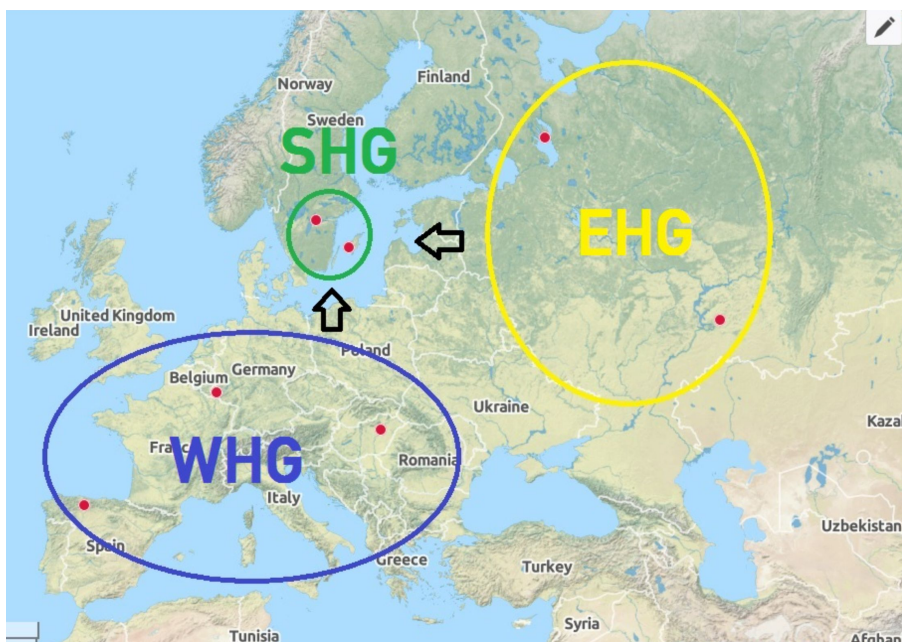 Norway
Finland
Sweden
SHG
EHG
United Kingdom
Ireland
Poland
Belgium
Germany
Ukraine
Kaza
Franc
WHG
Romania
Italy
Uzbekistan
Spain
Greece
Turkey
Syria
Tunisia
Afghan